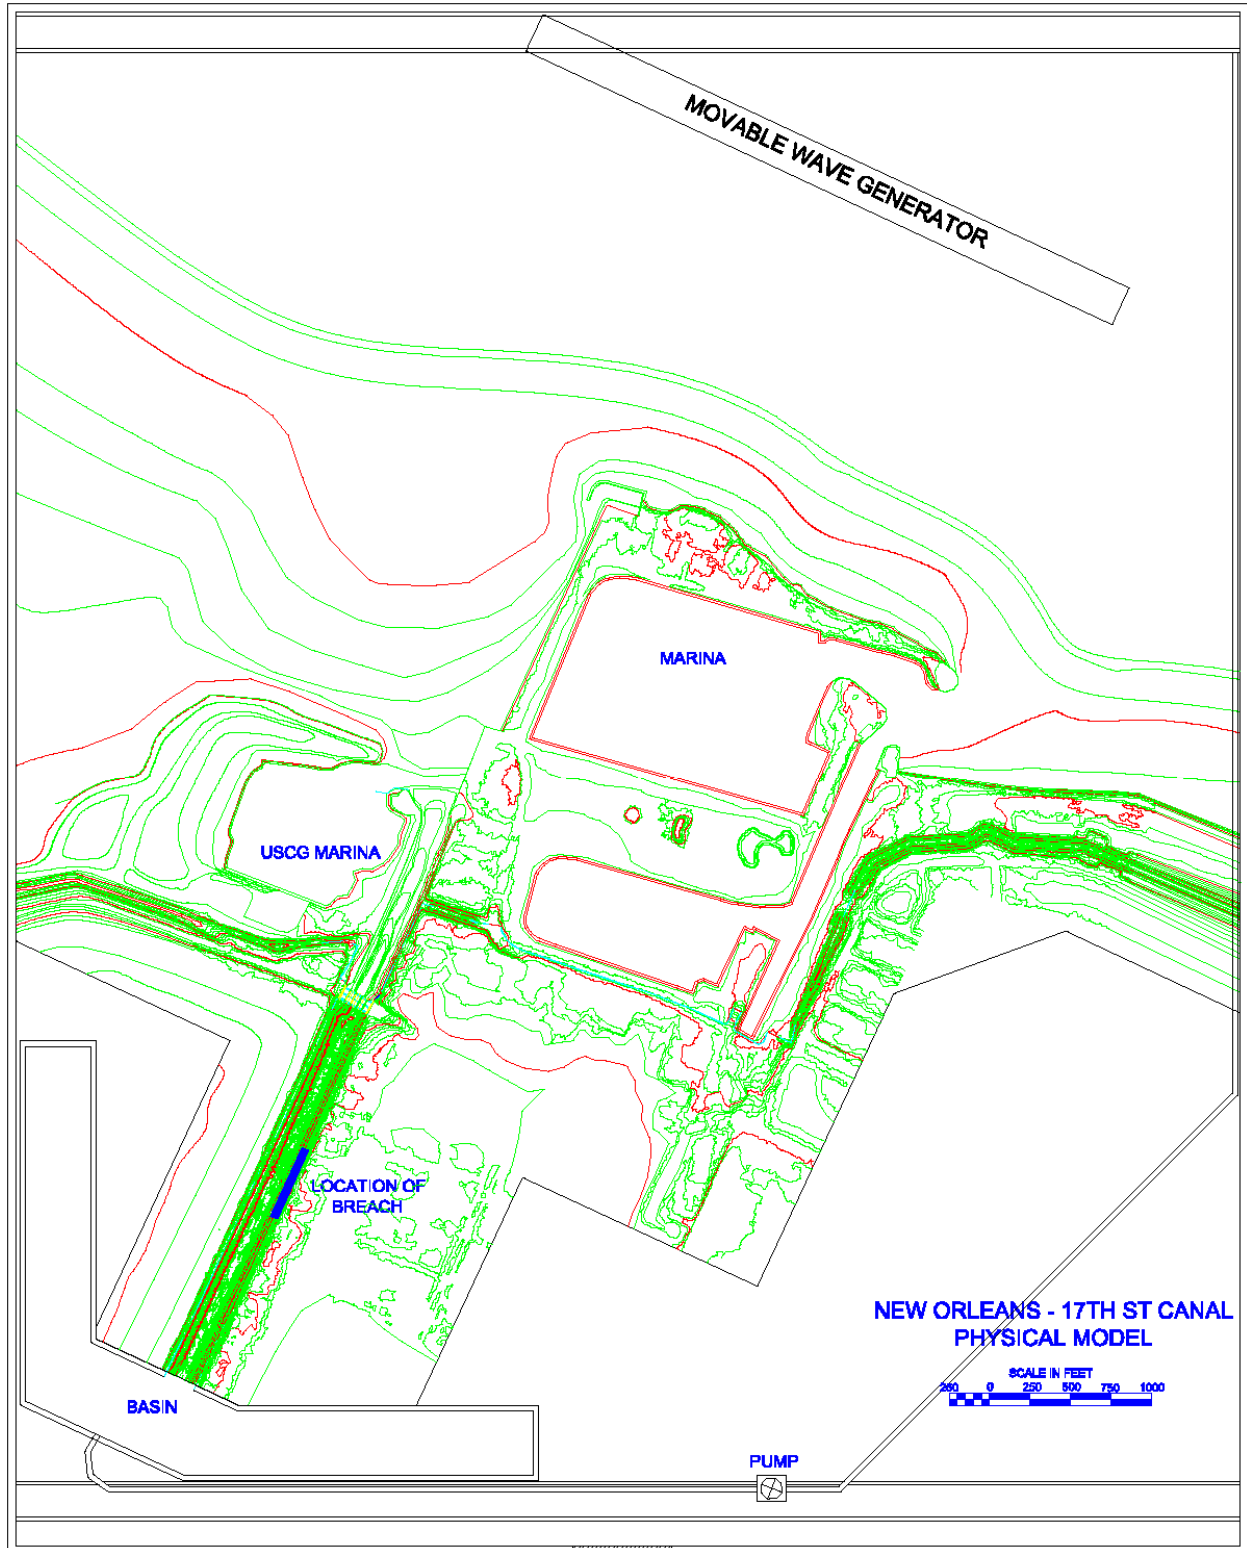 MOVABLE WAVE GENERATOR
MARINA
USCG MARINA
LOCATION OF
BREACH
NEW ORLEANS - 17TH ST CANAL
PHYSICAL MODEL
SCALE IN FEET
250 0 250 500 750 1000
BASIN
PUMP